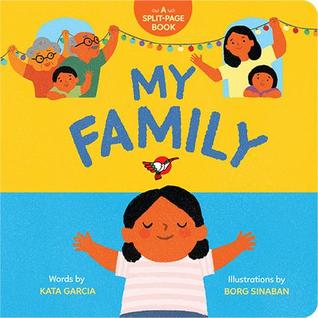 A
SPLIT-PAGE
BOOK
MY
FAMILY
Words by
KATA GARCIA
Illustrations by
BORG SINABAN